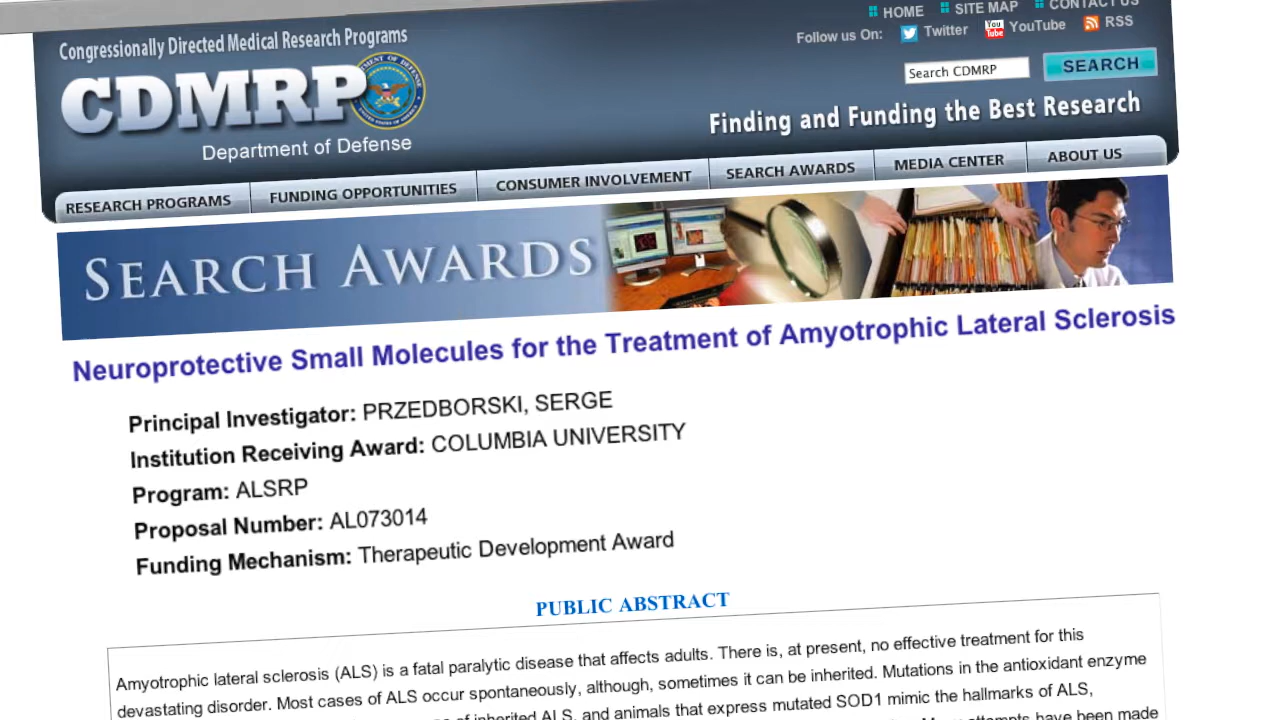 HOME SITE MAP CONTACT US
Congressionally Directed Medical Research Programs
Follow us On: Twitter You Tube YouTube RSS
CDMRP
Search CDMRP SEARCH
Department of Defense
Finding and Funding the Best Research
RESEARCH PROGRAMS FUNDING OPPORTUNITIES CONSUMER INVOLVEMENT SEARCH AWARDS MEDIA CENTER ABOUT US
SEARCH AWARDS
Neuroprotective Small Molecules for the Treatment of Amyotrophic Lateral Sclerosis
Principal Investigator: PRZEDBORSKI, SERGE
Institution Receiving Award: COLUMBIA UNIVERSITY
Program: ALSRP
Proposal Number: AL073014
Funding Mechanism: Therapeutic Development Award
PUBLIC ABSTRACT
Amyotrophic lateral sclerosis (ALS) is a fatal paralytic disease that affects adults. There is, at present, no effective treatment for this
devastating disorder. Most cases of ALS occur spontaneously, although, sometimes it can be inherited. Mutations in the antioxidant enzyme
of inherited ALS, and animals that express mutated SOD1 mimic the hallmarks of ALS,
attempts have been made